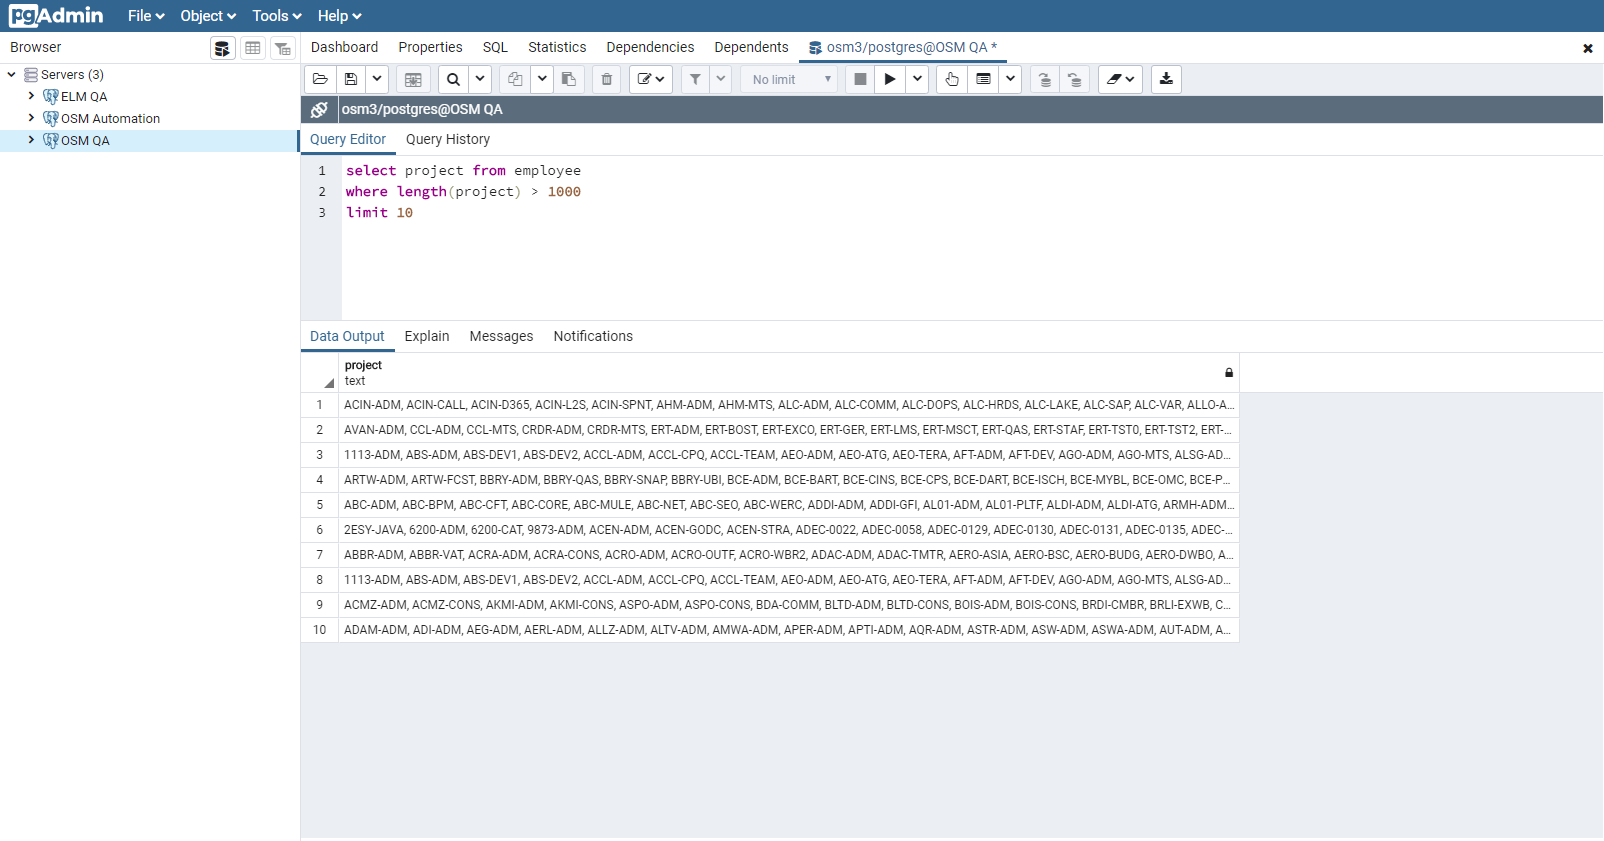 pgAdmin File Object Tools Help
Browser
Dashboard Properties SQL Statistics Dependencies Dependents osm3/postgres@OSM QA *
Servers (3)
ELM QA
OSM Automation
OSM QA
No limit
osm3/postgres@OSM QA
Query Editor Query History
1 select project from employee
2 where length(project) > 1000
3 limit 10
Data Output Explain Messages Notifications
project
text
1 ACIN-ADM, ACIN-CALL, ACIN-D365, ACIN-L2S, ACIN-SPNT, AHM-ADM, AHM-MTS, ALC-ADM, ALC-COMM, ALC-DOPS, ALC-HRDS, ALC-LAKE, ALC-SAP, ALC-VAR, ALLO-A...
2 AVAN-ADM, CCL-ADM, CCL-MTS, CRDR-ADM, CRDR-MTS, ERT-ADM, ERT-BOST, ERT-EXCO, ERT-GER, ERT-LMS, ERT-MSCT, ERT-QAS, ERT-STAF, ERT-TST0, ERT-TST2, ERT-...
3 1113-ADM, ABS-ADM, ABS-DEV1, ABS-DEV2, ACCL-ADM, ACCL-CPQ, ACCL-TEAM, AEO-ADM, AEO-ATG, AEO-TERA, AFT-ADM, AFT-DEV, AGO-ADM, AGO-MTS, ALSG-AD...
4 ARTW-ADM, ARTW-FCST, BBRY-ADM, BBRY-QAS, BBRY-SNAP, BBRY-UBI, BCE-ADM, BCE-BART, BCE-CINS, BCE-CPS, BCE-DART, BCE-ISCH, BCE-MYBL, BCE-OMC, BCE-P...
5 ABC-ADM, ABC-BPM, ABC-CFT, ABC-CORE, ABC-MULE, ABC-NET, ABC-SEO, ABC-WERC, ADDI-ADM, ADDI-GFI, AL01-ADM, AL01-PLTF, ALDI-ADM, ALDI-ATG, ARMH-ADM...
6 2ESY-JAVA, 6200-ADM, 6200-CAT, 9873-ADM, ACEN-ADM, ACEN-GODC, ACEN-STRA, ADEC-0022, ADEC-0058, ADEC-0129, ADEC-0130, ADEC-0131, ADEC-0135, ADEC-...
7 ABBR-ADM, ABBR-VAT, ACRA-ADM, ACRA-CONS, ACRO-ADM, ACRO-OUTF, ACRO-WBR2, ADAC-ADM, ADAC-TMTR, AERO-ASIA, AERO-BSC, AERO-BUDG, AERO-DWBO, A...
8 1113-ADM, ABS-ADM, ABS-DEV1, ABS-DEV2, ACCL-ADM, ACCL-CPQ, ACCL-TEAM, AEO-ADM, AEO-ATG, AEO-TERA, AFT-ADM, AFT-DEV, AGO-ADM, AGO-MTS, ALSG-AD...
9 ACMZ-ADM, ACMZ-CONS, AKMI-ADM, AKMI-CONS, ASPO-ADM, ASPO-CONS, BDA-COMM, BLTD-ADM, BLTD-CONS, BOIS-ADM, BOIS-CONS, BRDI-CMBR, BRLI-EXWB, C...
10 ADAM-ADM, ADI-ADM, AEG-ADM, AERL-ADM, ALLZ-ADM, ALTV-ADM, AMWA-ADM, APER-ADM, APTI-ADM, AQR-ADM, ASTR-ADM, ASW-ADM, ASWA-ADM, AUT-ADM, A...